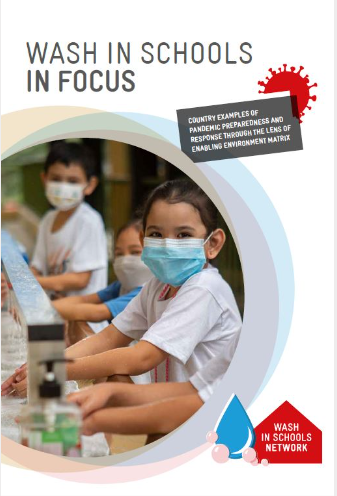 WASH IN SCHOOLS
IN FOCUS
COUNTRY EXAMPLES OF
PANDEMIC PREPAREDNESS AND
RESPONSE THROUGH THE LENS OF
ENABLING ENVIRONMENT MATRIX
WASH
IN SCHOOLS
NETWORK